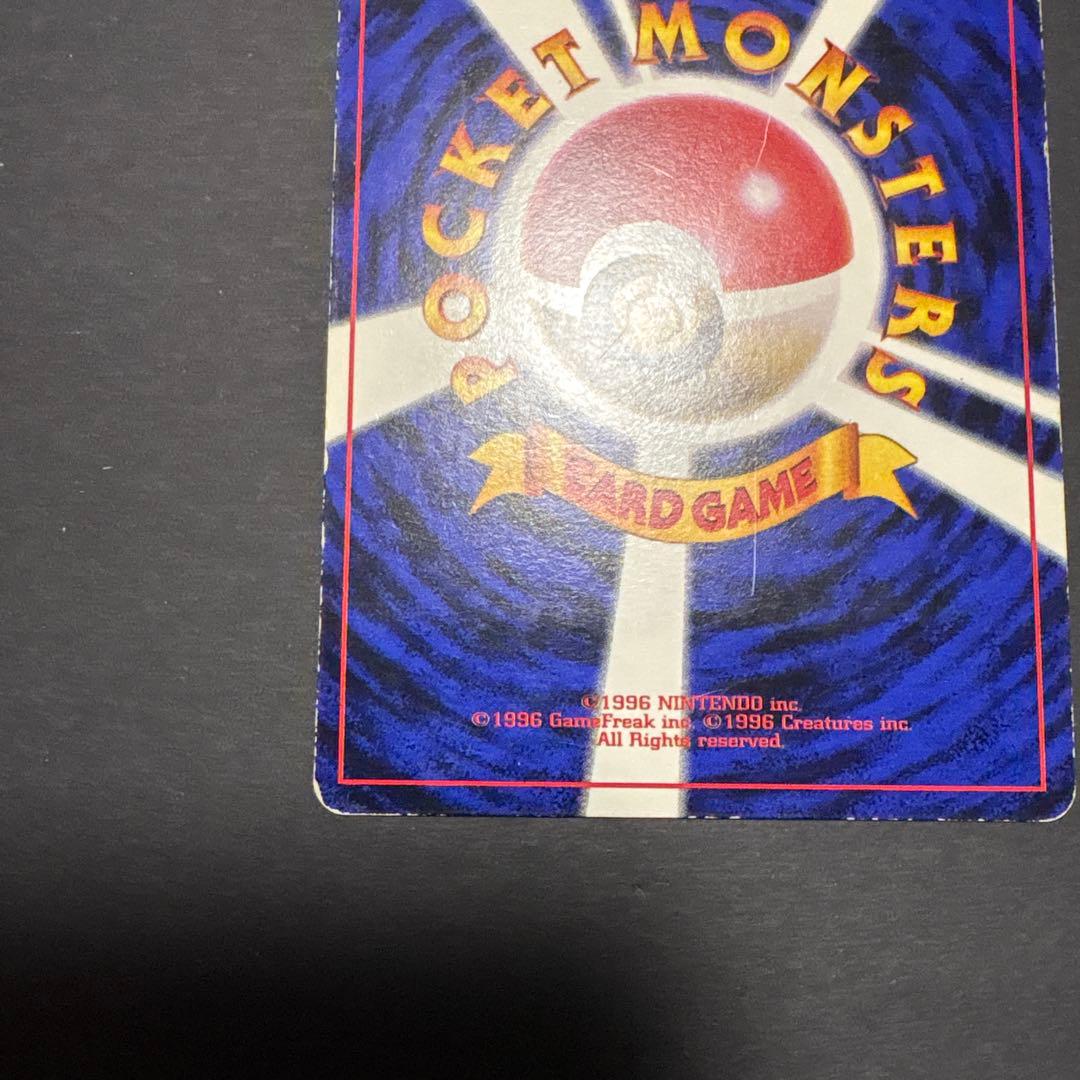 POCKET MONSTERS
CARD GAME
©1996 NINTENDO inc.
©1996 GameFreak inc. ©1996 Creatures inc.
All Rights reserved.